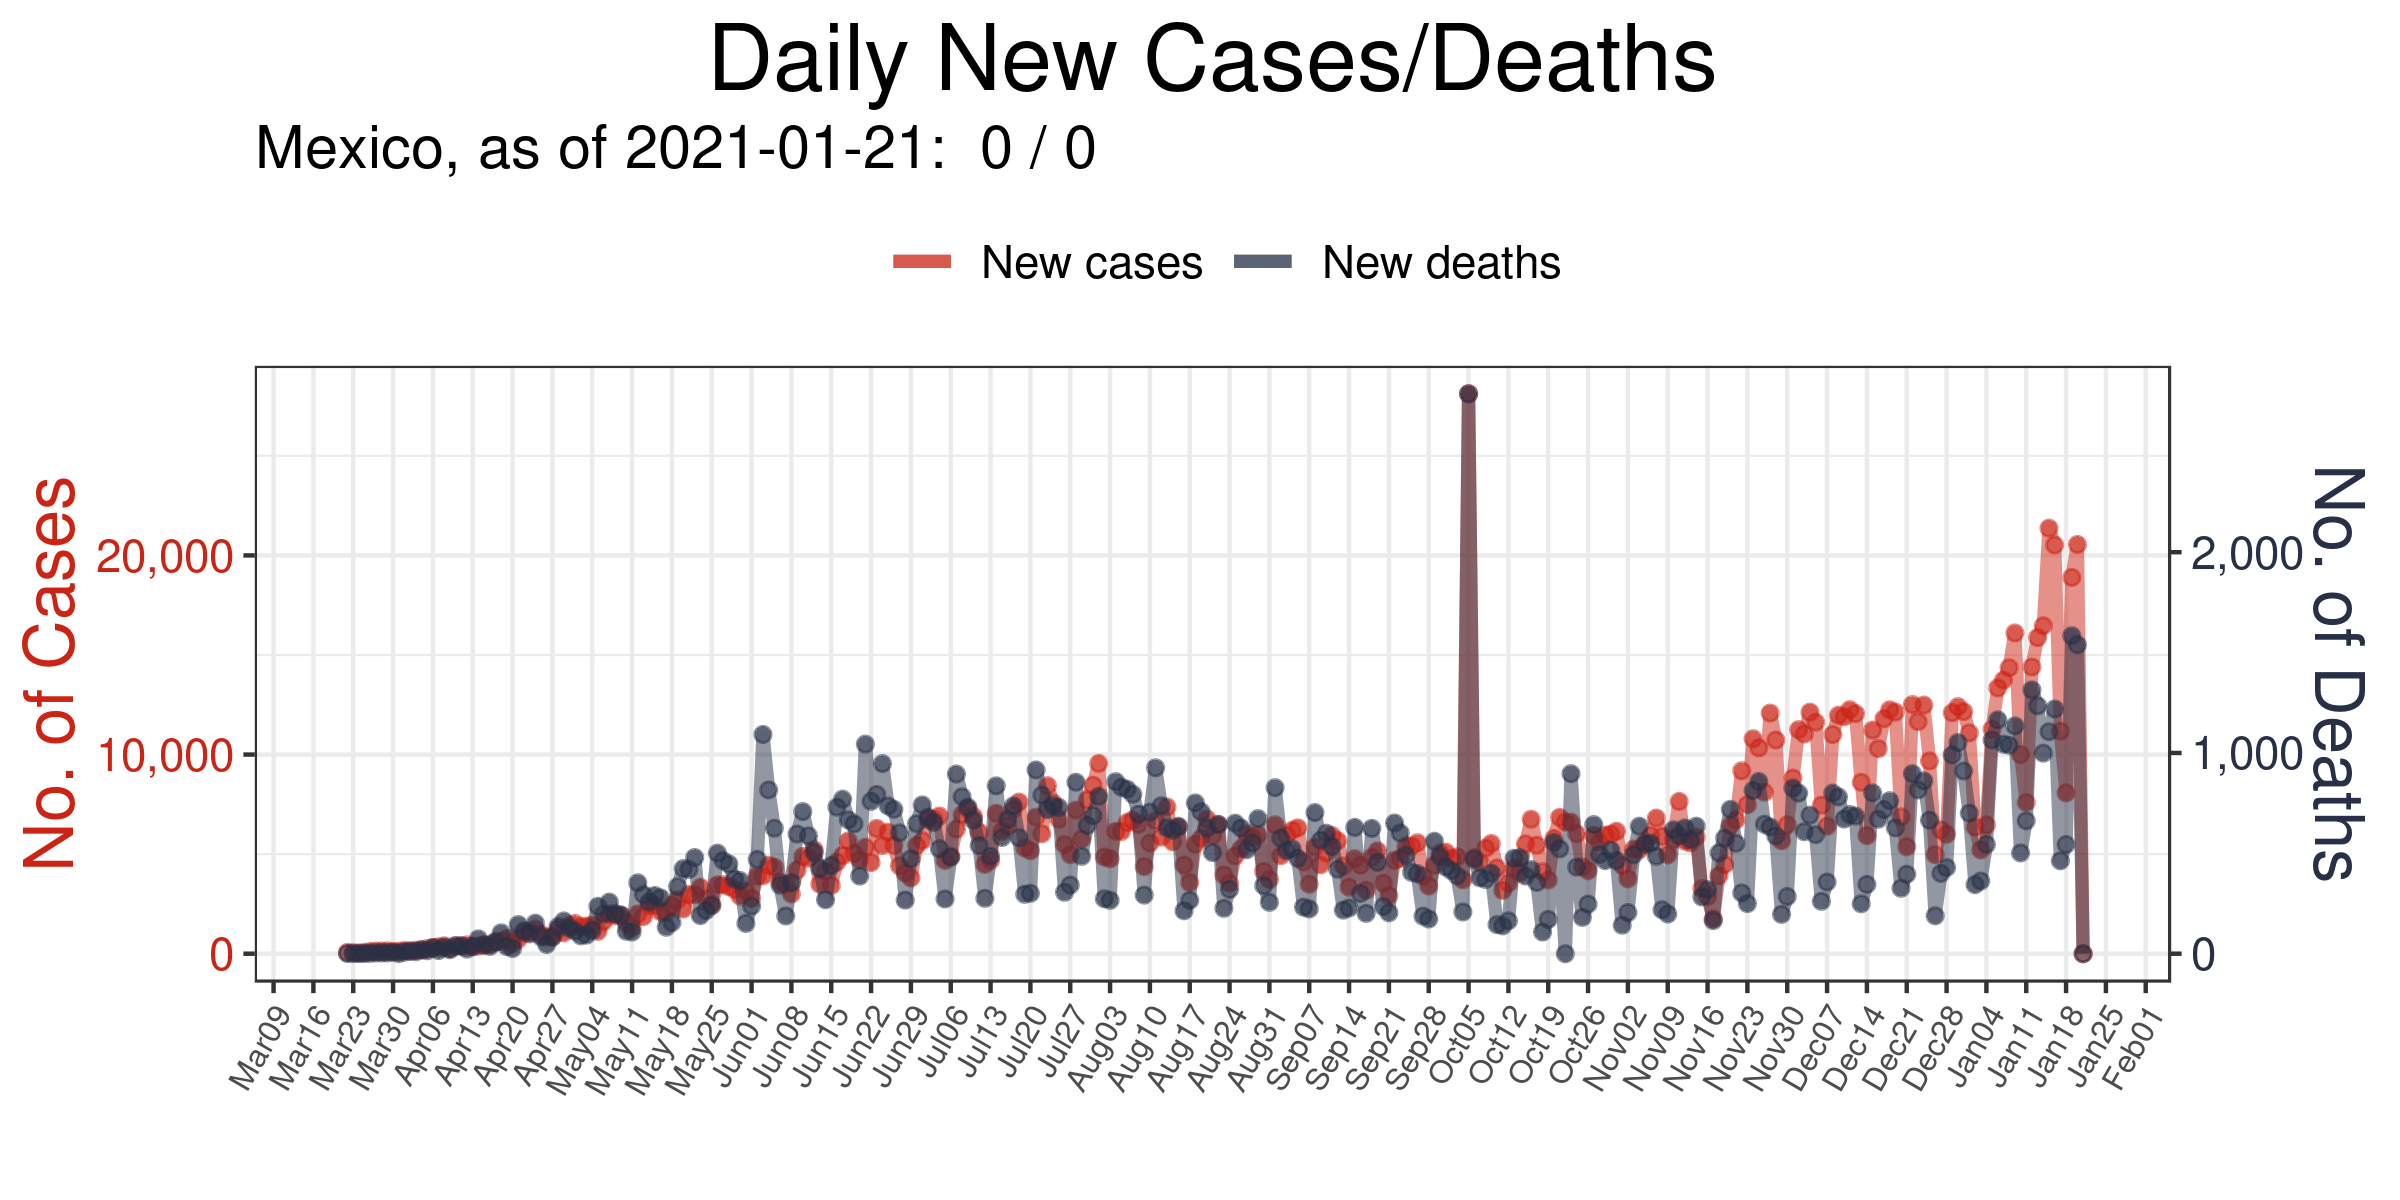 Daily New Cases/Deaths
Mexico, as of 2021-01-21:  0 / 0
New cases New deaths
No. of Cases
20,000
10,000
0
2,000
1,000
0
No. of Deaths
Mar09 Mar16 Mar23 Mar30 Apr06 Apr13 Apr20 Apr27 May04 May11 May18 May25 Jun01 Jun08 Jun15 Jun22 Jun29 Jul06 Jul13 Jul20 Jul27 Aug03 Aug10 Aug17 Aug24 Aug31 Sep07 Sep14 Sep21 Sep28 Oct05 Oct12 Oct19 Oct26 Nov02 Nov09 Nov16 Nov23 Nov30 Dec07 Dec14 Dec21 Dec28 Jan04 Jan11 Jan18 Jan25 Feb01